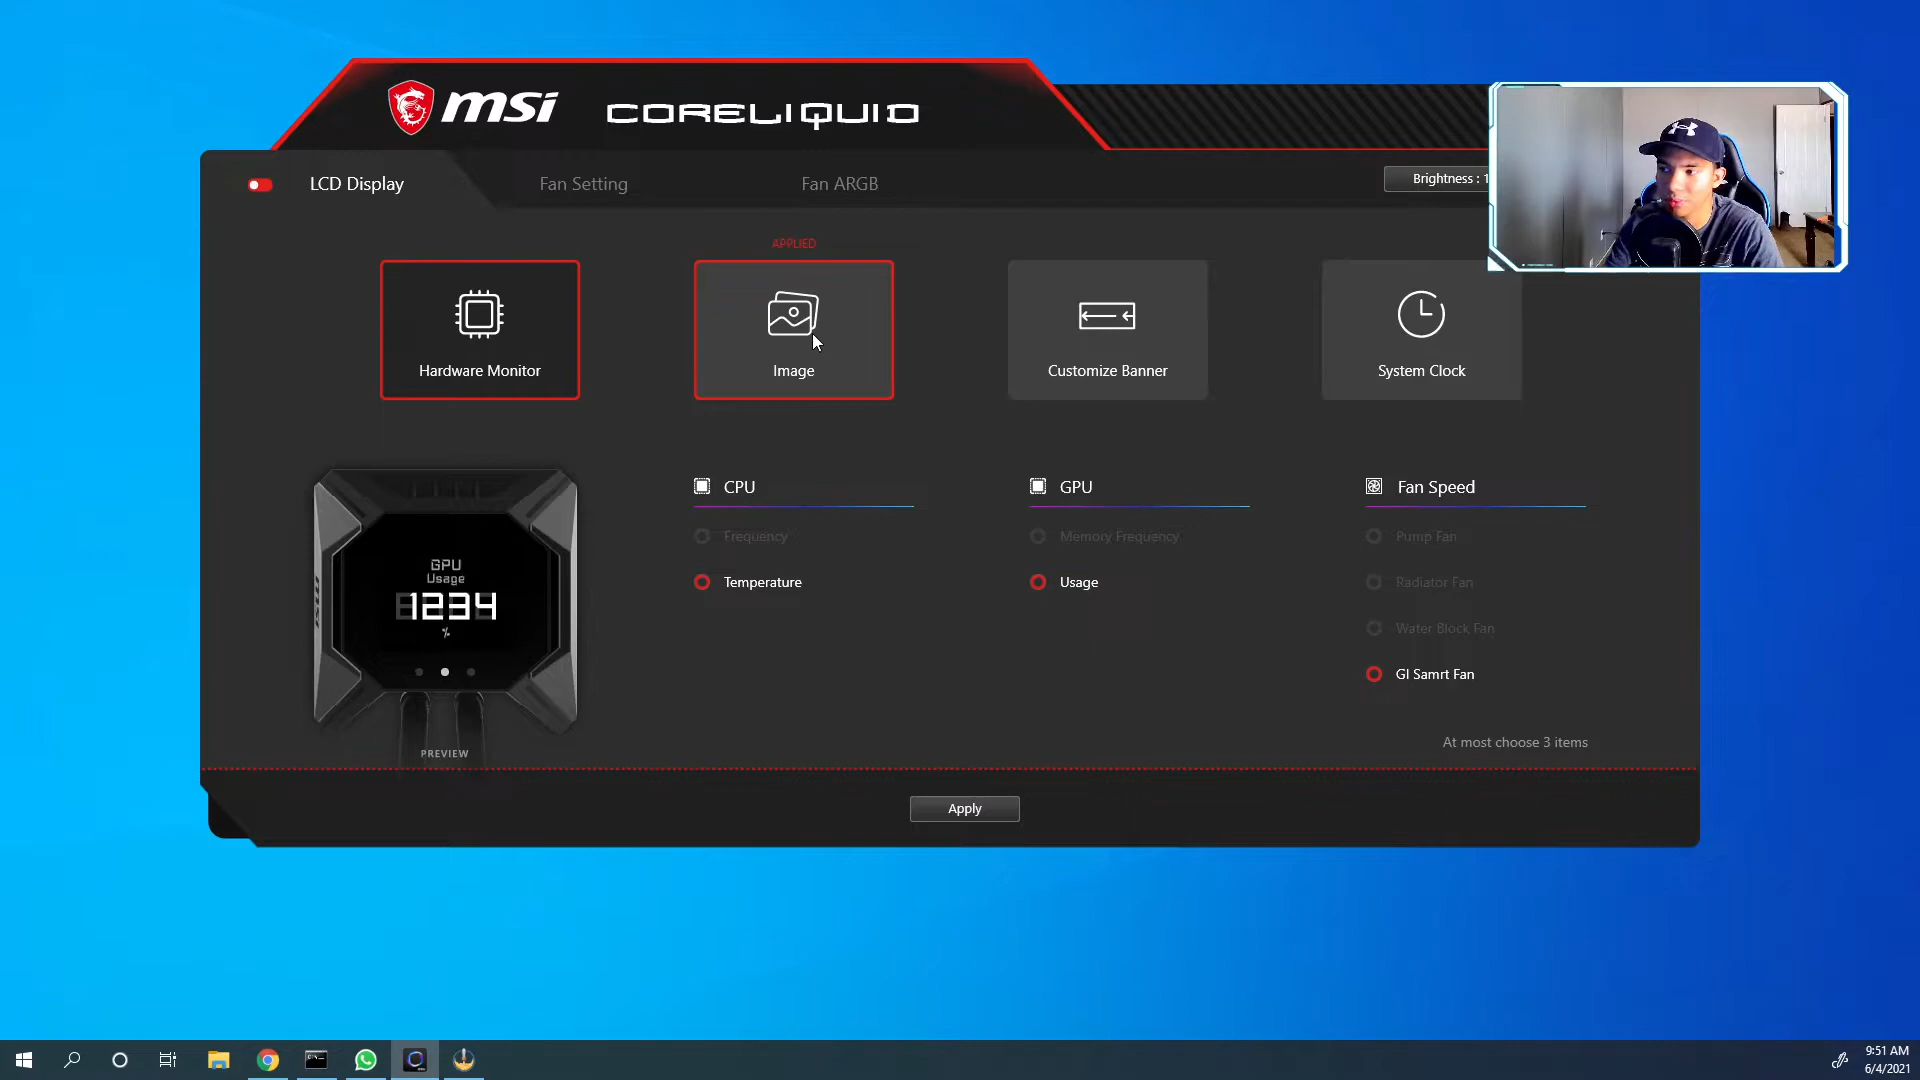 msi CORELIQUID
LCD Display
Fan Setting
Fan ARGB
Brightness : 1
APPLIED
Hardware Monitor
Image
Customize Banner
System Clock
CPU
Frequency
Temperature
GPU
Memory Frequency
Usage
Fan Speed
Pump Fan
Radiator Fan
Water Block Fan
GI Samrt Fan
At most choose 3 items
GPU
Usage
1234
%
msi
PREVIEW
Apply
9:51 AM
6/4/2021